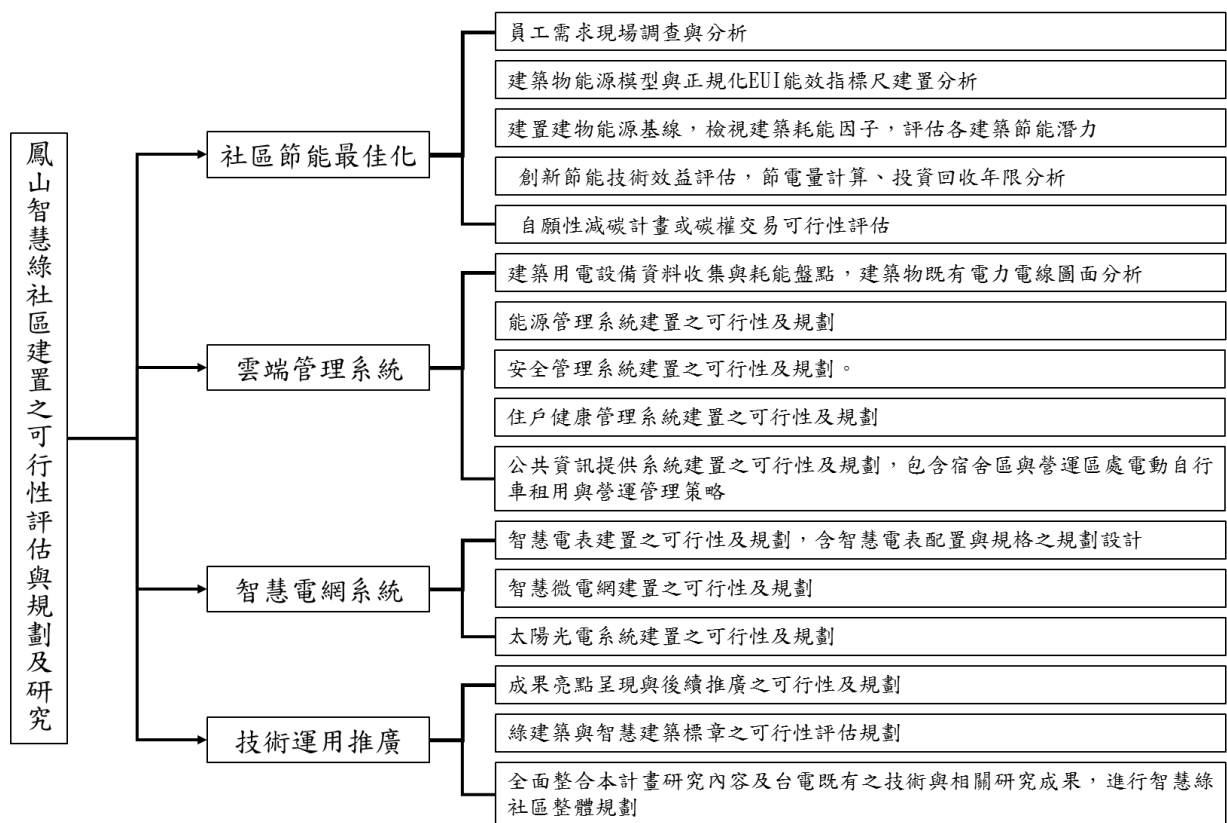 鳳山智慧綠社區建置之可行性評估與規劃及研究
社區節能最佳化
員工需求現場調查與分析
建築物能源模型與正規化EUI能效指標尺建置分析
建置建物能源基線，檢視建築耗能因子，評估各建築節能潛力
創新節能技術效益評估，節電量計算、投資回收年限分析
自願性減碳計畫或碳權交易可行性評估
雲端管理系統
建築用電設備資料收集與耗能盤點，建築物既有電力電線圖面分析
能源管理系統建置之可行性及規劃
安全管理系統建置之可行性及規劃。
住戶健康管理系統建置之可行性及規劃
公共資訊提供系統建置之可行性及規劃，包含宿舍區與營運區處電動自行
車租用與營運管理策略
智慧電網系統
智慧電表建置之可行性及規劃，含智慧電表配置與規格之規劃設計
智慧微電網建置之可行性及規劃
太陽光電系統建置之可行性及規劃
技術運用推廣
成果亮點呈現與後續推廣之可行性及規劃
綠建築與智慧建築標章之可行性評估規劃
全面整合本計畫研究內容及台電既有之技術與相關研究成果，進行智慧綠
社區整體規劃